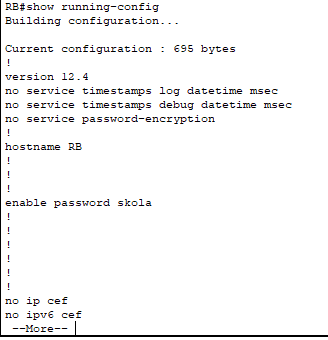 RB#show running-config
Building configuration...

Current configuration : 695 bytes
!
version 12.4
no service timestamps log datetime msec
no service timestamps debug datetime msec
no service password-encryption
!
hostname RB
!
!
!
enable password skola
!
!
!
!
!
!
no ip cef
no ipv6 cef
 --More--